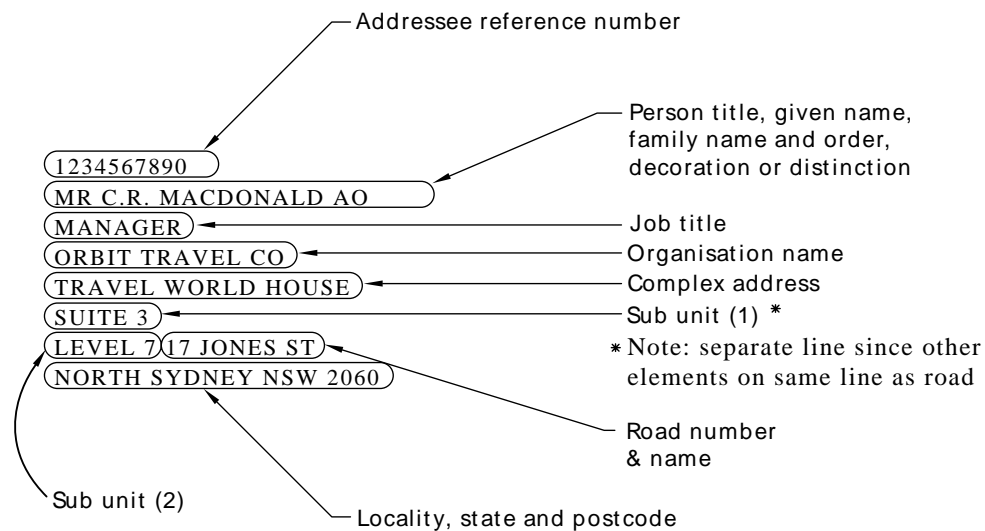 Addressee reference number
Person title, given name,
family name and order,
decoration or distinction
1234567890
MR C.R. MACDONALD AO
MANAGER
Job title
ORBIT TRAVEL CO
Organisation name
TRAVEL WORLD HOUSE
Complex address
SUITE 3
Sub unit (1) *
LEVEL 7 17 JONES ST
* Note: separate line since other
elements on same line as road
NORTH SYDNEY NSW 2060
Road number
& name
Sub unit (2)
Locality, state and postcode